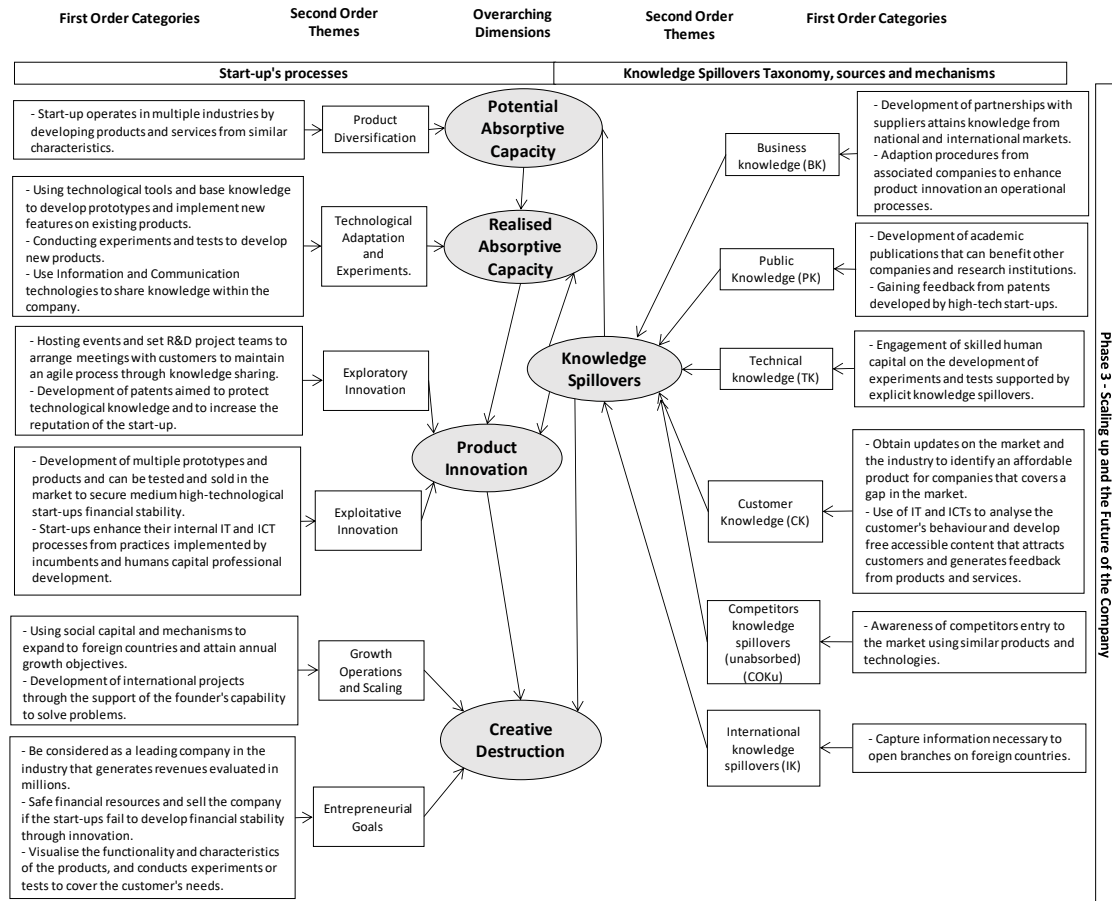 First Order Categories
Second Order
Themes
Overarching
Dimensions
Second Order
Themes
First Order Categories
Start-up's processes
Knowledge Spillovers Taxonomy, sources and mechanisms
- Start-up operates in multiple industries by
developing products and services from similar
characteristics.
Product
Diversification
Potential
Absorptive
Capacity
- Using technological tools and base knowledge
to develop prototypes and implement new
features on existing products.
- Conducting experiments and tests to develop
new products.
- Use Information and Communication
technologies to share knowledge within the
company.
Technological
Adaptation
and
Experiments.
Realised
Absorptive
Capacity
- Hosting events and set R&D project teams to
arrange meetings with customers to maintain
an agile process through knowledge sharing.
- Development of patents aimed to protect
technological knowledge and to increase the
reputation of the start-up.
Exploratory
Innovation
Product
Innovation
- Development of multiple prototypes and
products and can be tested and sold in the
market to secure medium high-technological
start-ups financial stability.
- Start-ups enhance their internal IT and ICT
processes from practices implemented by
incumbents and humans capital professional
development.
Exploitative
Innovation
- Using social capital and mechanisms to
expand to foreign countries and attain annual
growth objectives.
- Development of international projects
through the support of the founder's capability
to solve problems.
Growth
Operations
and Scaling
Creative
Destruction
- Be considered as a leading company in the
industry that generates revenues evaluated in
millions.
- Safe financial resources and sell the company
if the start-ups fail to develop financial stability
through innovation.
- Visualise the functionality and characteristics
of the products, and conducts experiments or
tests to cover the customer's needs.
Entrepreneurial
Goals
Knowledge
Spillovers
Business
knowledge (BK)
- Development of partnerships with
suppliers attains knowledge from
national and international markets.
- Adaption procedures from
associated companies to enhance
product innovation an operational
processes.
Public
Knowledge (PK)
- Development of academic
publications that can benefit other
companies and research institutions.
- Gaining feedback from patents
developed by high-tech start-ups.
Technical
knowledge (TK)
- Engagement of skilled human
capital on the development of
experiments and tests supported by
explicit knowledge spillovers.
Customer
Knowledge (CK)
- Obtain updates on the market and
the industry to identify an affordable
product for companies that covers a
gap in the market.
- Use of IT and ICTs to analyse the
customer's behaviour and develop
free accessible content that attracts
customers and generates feedback
from products and services.
Competitors
knowledge
spillovers
(unabsorbed)
(COKu)
- Awareness of competitors entry to
the market using similar products and
technologies.
International
knowledge
spillovers (IK)
- Capture information necessary to
open branches on foreign countries.
Phase 3 - Scaling up and the Future of the Company